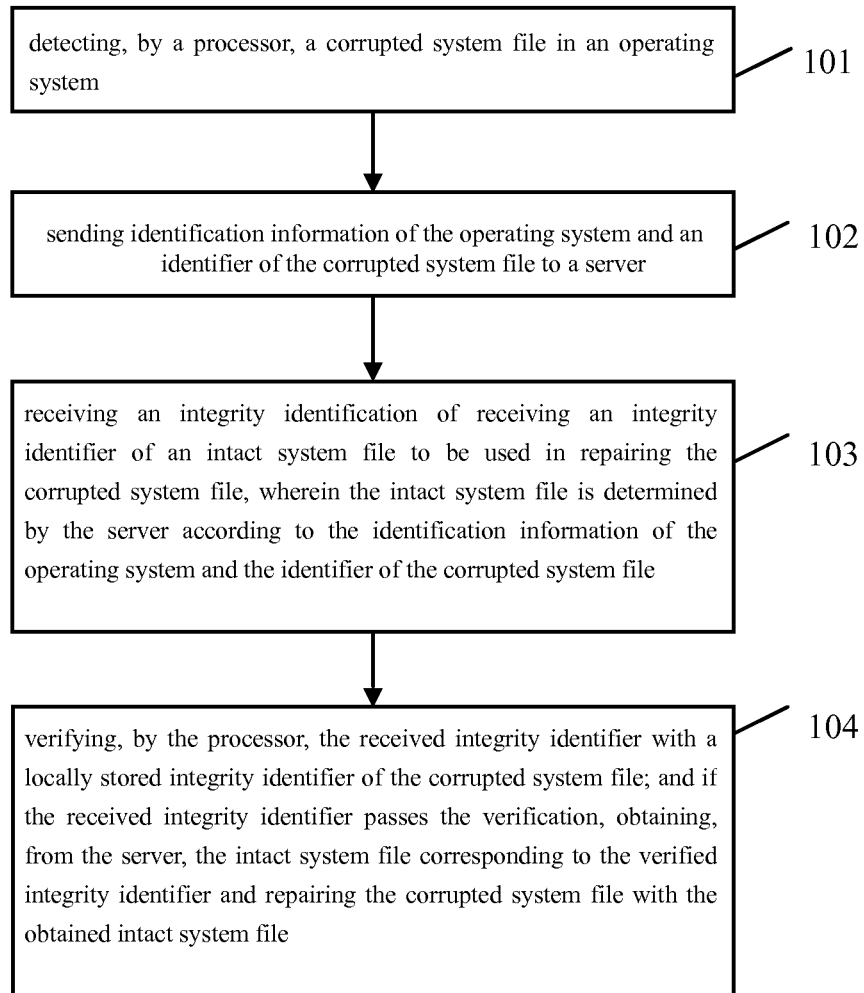 detecting, by a processor, a corrupted system file in an operating
system
101
sending identification information of the operating system and an
identifier of the corrupted system file to a server
102
receiving an integrity identification of receiving an integrity
identifier of an intact system file to be used in repairing the
corrupted system file, wherein the intact system file is determined
by the server according to the identification information of the
operating system and the identifier of the corrupted system file
103
verifying, by the processor, the received integrity identifier with a
locally stored integrity identifier of the corrupted system file; and if
the received integrity identifier passes the verification, obtaining,
from the server, the intact system file corresponding to the verified
integrity identifier and repairing the corrupted system file with the
obtained intact system file
104